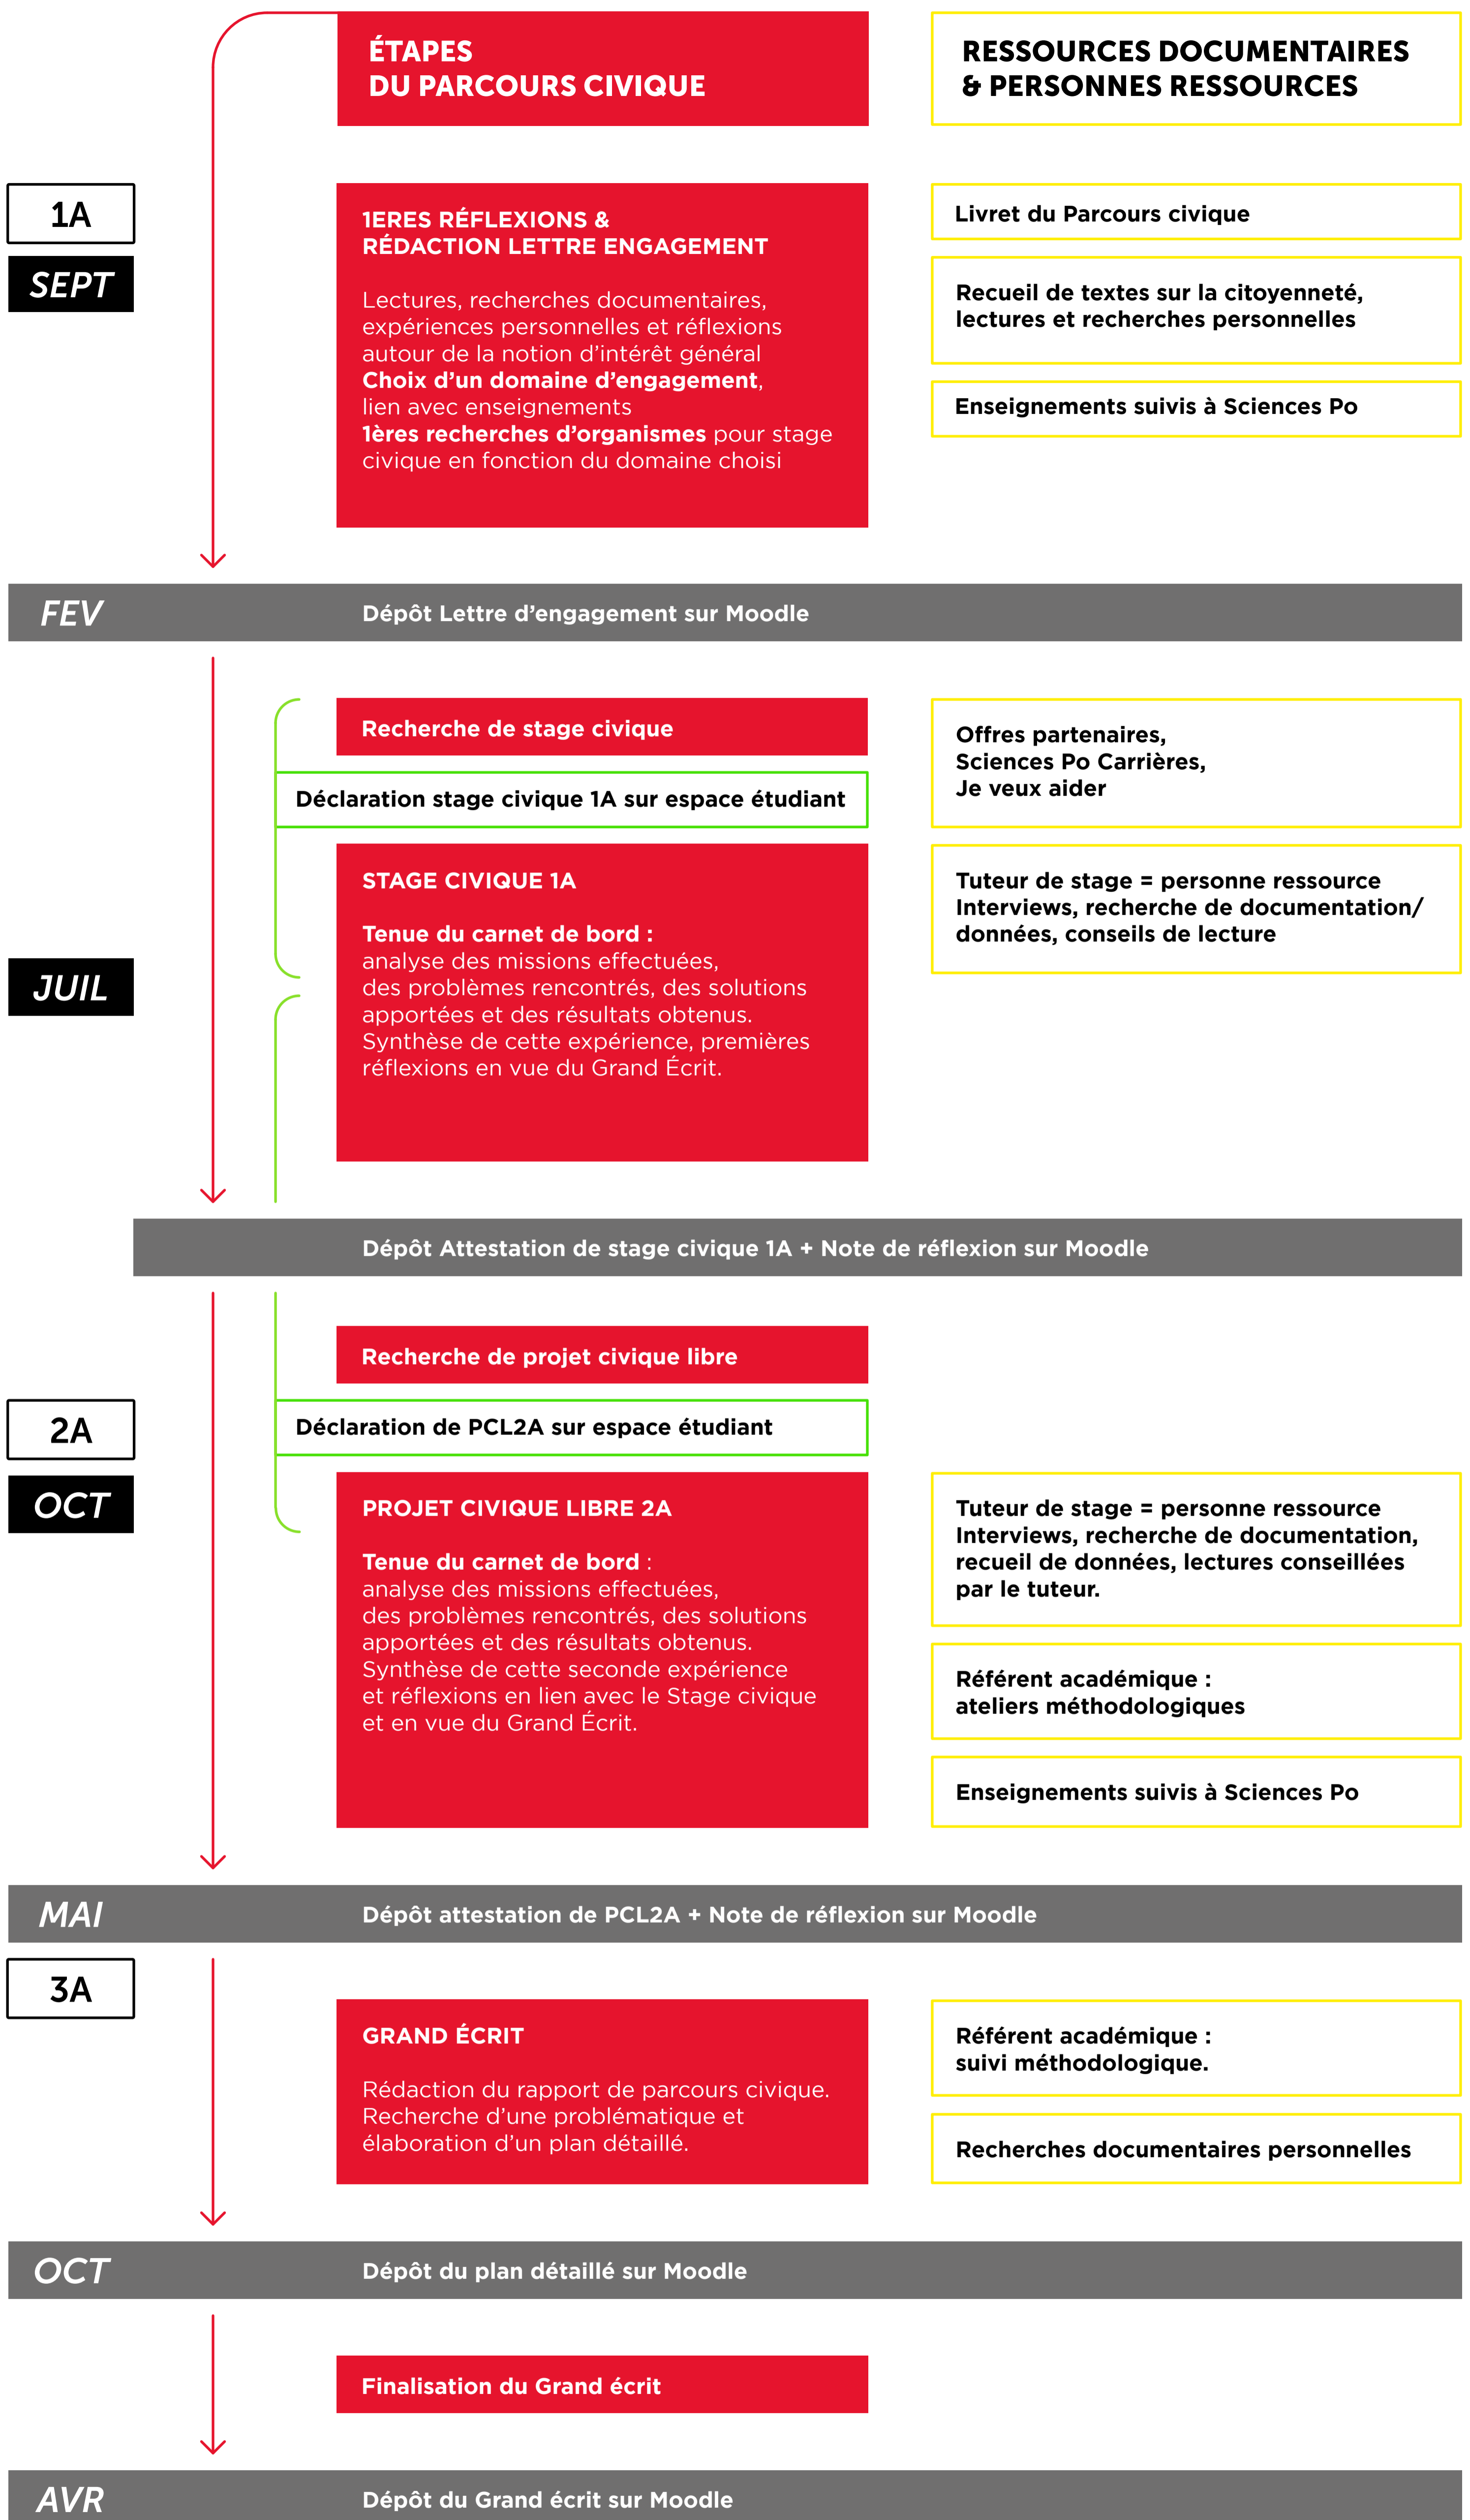 ÉTAPES
DU PARCOURS CIVIQUE
RESSOURCES DOCUMENTAIRES
& PERSONNES RESSOURCES
1A
SEPT
1ERES RÉFLEXIONS &
RÉDACTION LETTRE ENGAGEMENT
Lectures, recherches documentaires,
expériences personnelles et réflexions
autour de la notion d’intérêt général
Choix d’un domaine d’engagement,
lien avec enseignements
1ères recherches d’organismes pour stage
civique en fonction du domaine choisi
Livret du Parcours civique
Recueil de textes sur la citoyenneté,
lectures et recherches personnelles
Enseignements suivis à Sciences Po
FEV
Dépôt Lettre d’engagement sur Moodle
Recherche de stage civique
Déclaration stage civique 1A sur espace étudiant
Offres partenaires,
Sciences Po Carrières,
Je veux aider
JUIL
STAGE CIVIQUE 1A
Tenue du carnet de bord :
analyse des missions effectuées,
des problèmes rencontrés, des solutions
apportées et des résultats obtenus.
Synthèse de cette expérience, premières
réflexions en vue du Grand Écrit.
Tuteur de stage = personne ressource
Interviews, recherche de documentation/
données, conseils de lecture
Dépôt Attestation de stage civique 1A + Note de réflexion sur Moodle
Recherche de projet civique libre
2A
Déclaration de PCL2A sur espace étudiant
OCT
PROJET CIVIQUE LIBRE 2A
Tenue du carnet de bord :
analyse des missions effectuées,
des problèmes rencontrés, des solutions
apportées et des résultats obtenus.
Synthèse de cette seconde expérience
et réflexions en lien avec le Stage civique
et en vue du Grand Écrit.
Tuteur de stage = personne ressource
Interviews, recherche de documentation,
recueil de données, lectures conseillées
par le tuteur.
Référent académique :
ateliers méthodologiques
Enseignements suivis à Sciences Po
MAI
Dépôt attestation de PCL2A + Note de réflexion sur Moodle
3A
GRAND ÉCRIT
Rédaction du rapport de parcours civique.
Recherche d’une problématique et
élaboration d’un plan détaillé.
Référent académique :
suivi méthodologique.
Recherches documentaires personnelles
OCT
Dépôt du plan détaillé sur Moodle
Finalisation du Grand écrit
AVR
Dépôt du Grand écrit sur Moodle